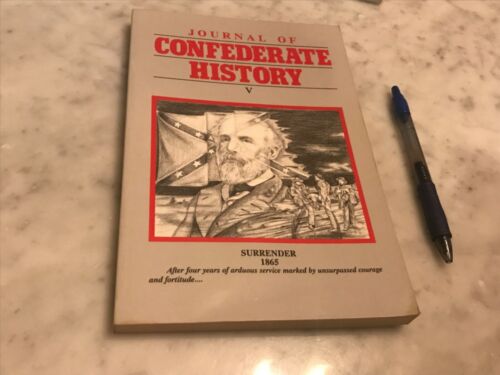 JOURNAL OF
CONFEDERATE
HISTORY
V
SURRENDER
1865
After four years of arduous service marked by unsurpassed courage
and fortitude....